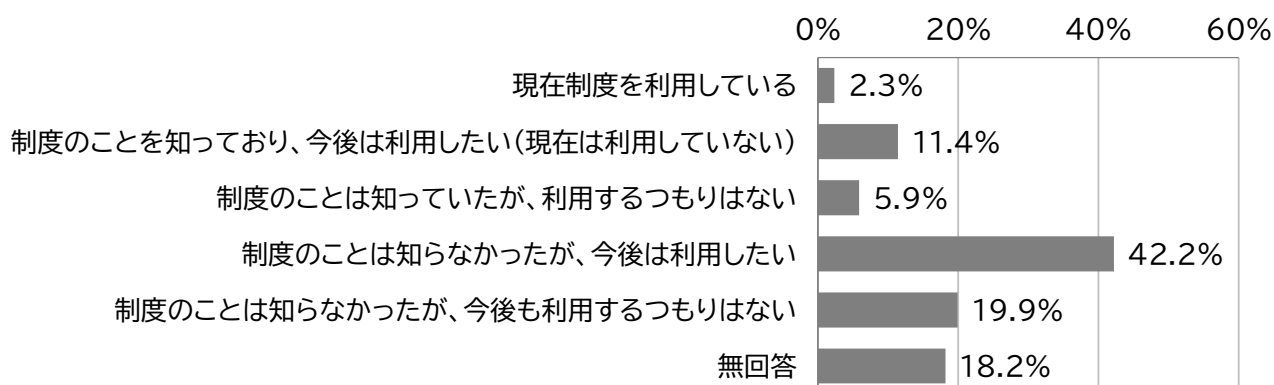 0% 20% 40% 60%
現在制度を利用している 2.3%
制度のことを知っており、今後は利用したい(現在は利用していない) 11.4%
制度のことは知っていたが、利用するつもりはない 5.9%
制度のことは知らなかったが、今後は利用したい 42.2%
制度のことは知らなかったが、今後も利用するつもりはない 19.9%
無回答 18.2%